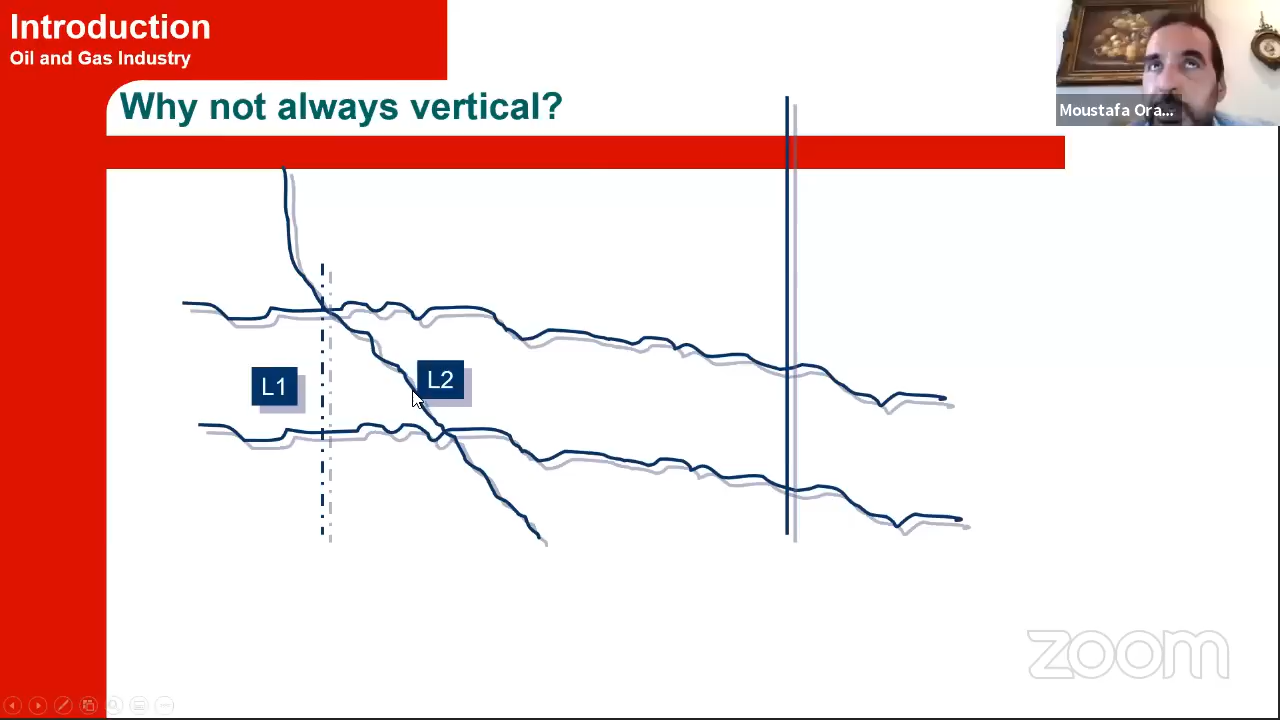 Introduction
Oil and Gas Industry
Why not always vertical?
Moustafa Ora...
L1
L2
zoom